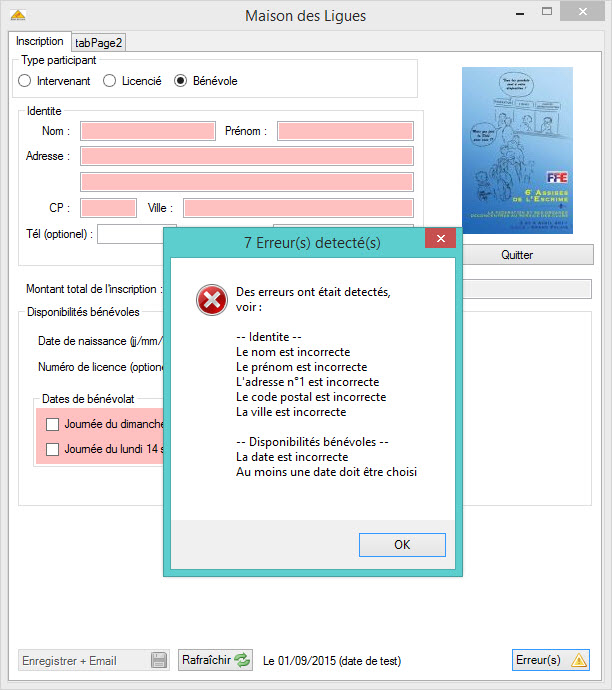 Maison des Ligues
Inscription
tabPage2
Type participant
Intervenant
Licencié
Bénévole
Identite
Nom :
Prénom :
Adresse :
CP :
Ville :
Tél (optionel) :
FFE
6 Assises
de l'Escrime
Quitter
Montant total de l'inscription :
Disponibilités bénévoles
Date de naissance (jj/mm/
Numéro de licence (option
Dates de bénévolat
Journée du dimanche
Journée du lundi 14 s
7 Erreur(s) detecté(s)
Des erreurs ont était detectés,
voir :
-- Identite --
Le nom est incorrecte
Le prénom est incorrecte
L'adresse n°1 est incorrecte
Le code postal est incorrecte
La ville est incorrecte
-- Disponibilités bénévoles --
La date est incorrecte
Au moins une date doit être choisi
OK
Enregistrer + Email
Rafraîchir
Le 01/09/2015 (date de test)
Erreur(s)